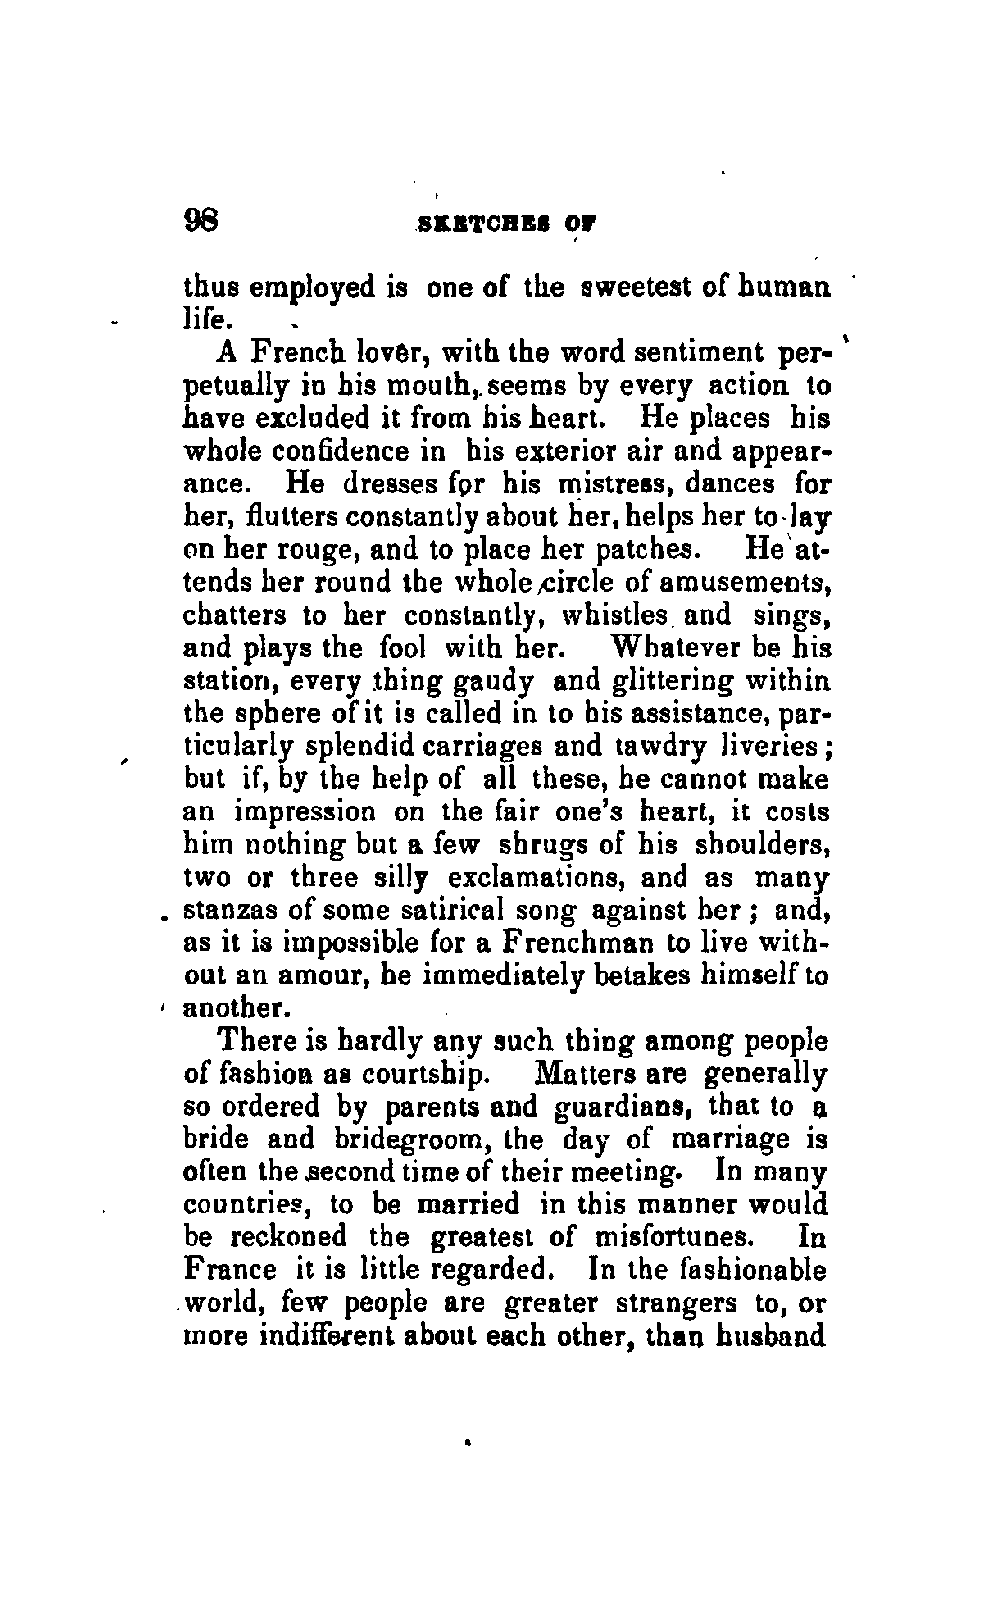 98 SKETCHES OF
thus employed is one of the sweetest of human
life.
A French lover, with the word sentiment per-
petually in his mouth, seems by every action to
have excluded it from his heart. He places his
whole confidence in his exterior air and appear-
ance. He dresses for his mistress, dances for
her, flutters constantly about her, helps her to lay
on her rouge, and to place her patches. He at-
tends her round the whole circle of amusements,
chatters to her constantly, whistles and sings,
and plays the fool with her. Whatever be his
station, every thing gaudy and glittering within
the sphere of it is called in to his assistance, par-
ticularly splendid carriages and tawdry liveries;
but if, by the help of all these, he cannot make
an impression on the fair one's heart, it costs
him nothing but a few shrugs of his shoulders,
two or three silly exclamations, and as many
stanzas of some satirical song against her; and,
as it is impossible for a Frenchman to live with-
out an amour, he immediately betakes himself to
another.
There is hardly any such thing among people
of fashion as courtship. Matters are generally
so ordered by parents and guardians, that to a
bride and bridegroom, the day of marriage is
often the second time of their meeting. In many
countries, to be married in this manner would
be reckoned the greatest of misfortunes. In
France it is little regarded. In the fashionable
world, few people are greater strangers to, or
more indifferent about each other, than husband